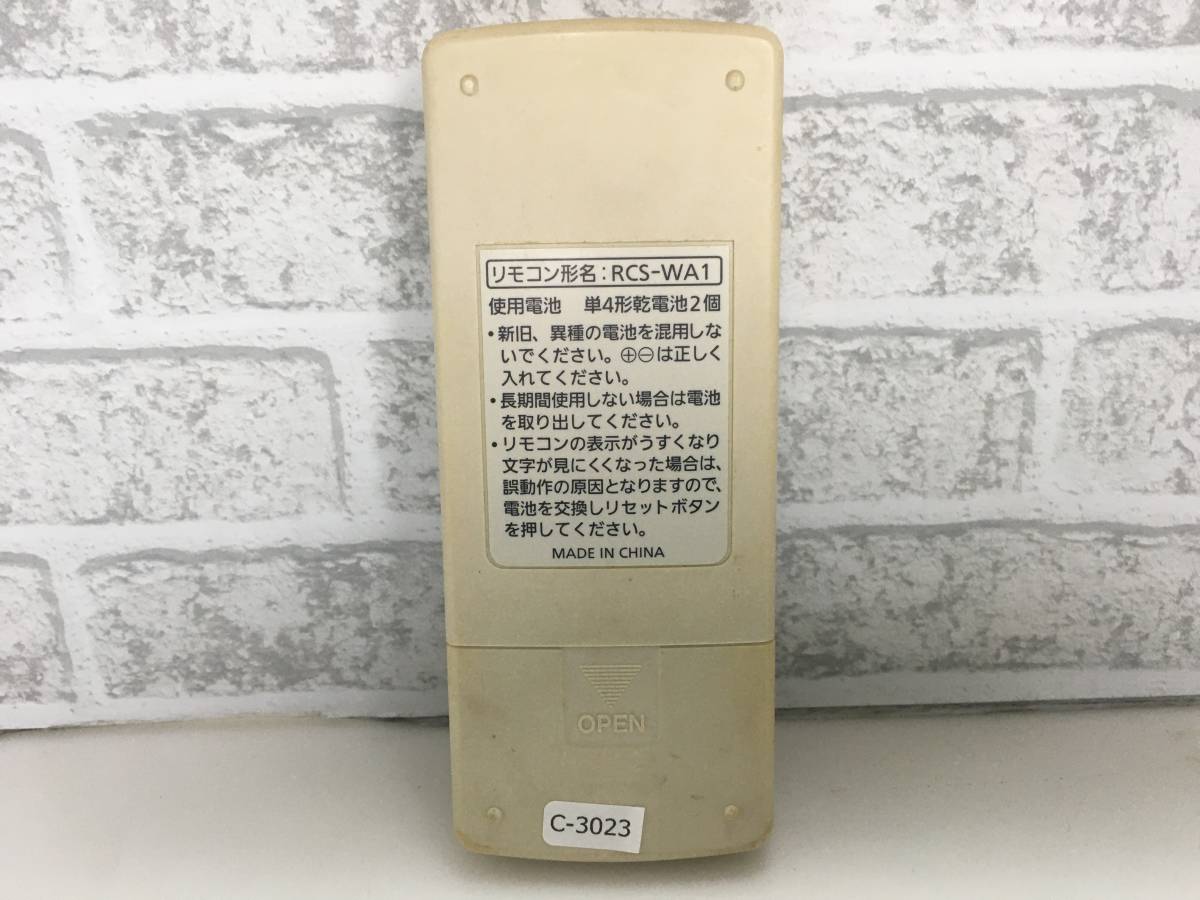 リモコン形名：RCS-WA1
使用電池　単4形乾電池2個
•新旧、異種の電池を混用しな
いでください。⊕⊖は正しく
入れてください。
•長期間使用しない場合は電池
を取り出してください。
•リモコンの表示がうすくなり
文字が見にくくなった場合は、
誤動作の原因となりますので、
電池を交換しリセットボタン
を押してください。
MADE IN CHINA
OPEN
C-3023